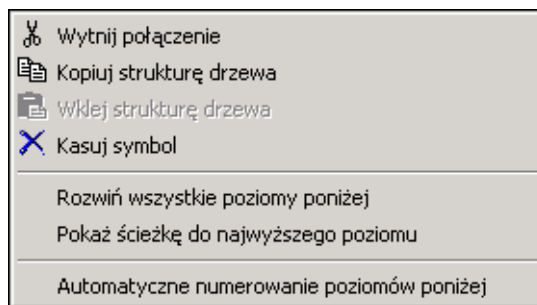 Wytnij połączenie
Kopiuj strukturę drzewa
Wklej strukturę drzewa
Kasuj symbol
Rozwiń wszystkie poziomy poniżej
Pokaż ścieżkę do najwyższego poziomu
Automatyczne numerowanie poziomów poniżej